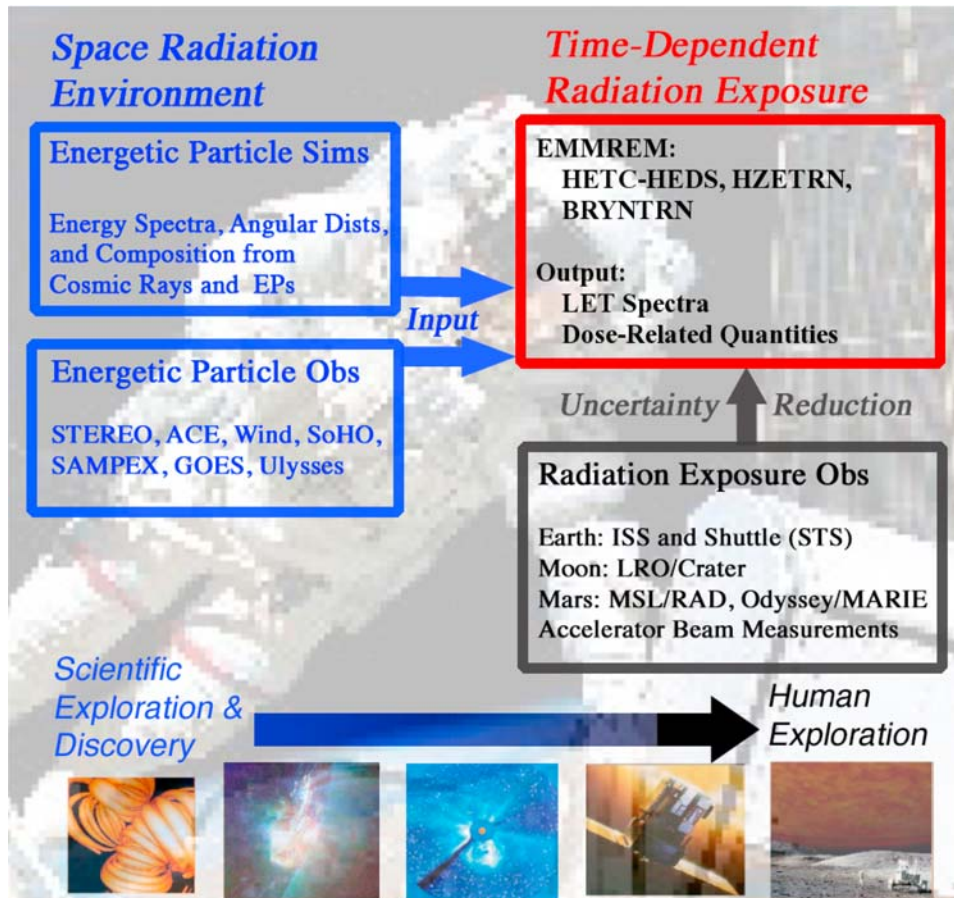 Space Radiation
Environment
Energetic Particle Sims
Energy Spectra, Angular Dists,
and Composition from
Cosmic Rays and EPs
Input
Energetic Particle Obs
STEREO, ACE, Wind, SoHO,
SAMPEX, GOES, Ulysses
Time-Dependent
Radiation Exposure
EMMREM:
HETC-HEDS, HZETRN,
BRYNTRN
Output:
LET Spectra
Dose-Related Quantities
Uncertainty Reduction
Radiation Exposure Obs
Earth: ISS and Shuttle (STS)
Moon: LRO/Crater
Mars: MSL/RAD, Odyssey/MARIE
Accelerator Beam Measurements
Scientific
Exploration &
Discovery
Human
Exploration